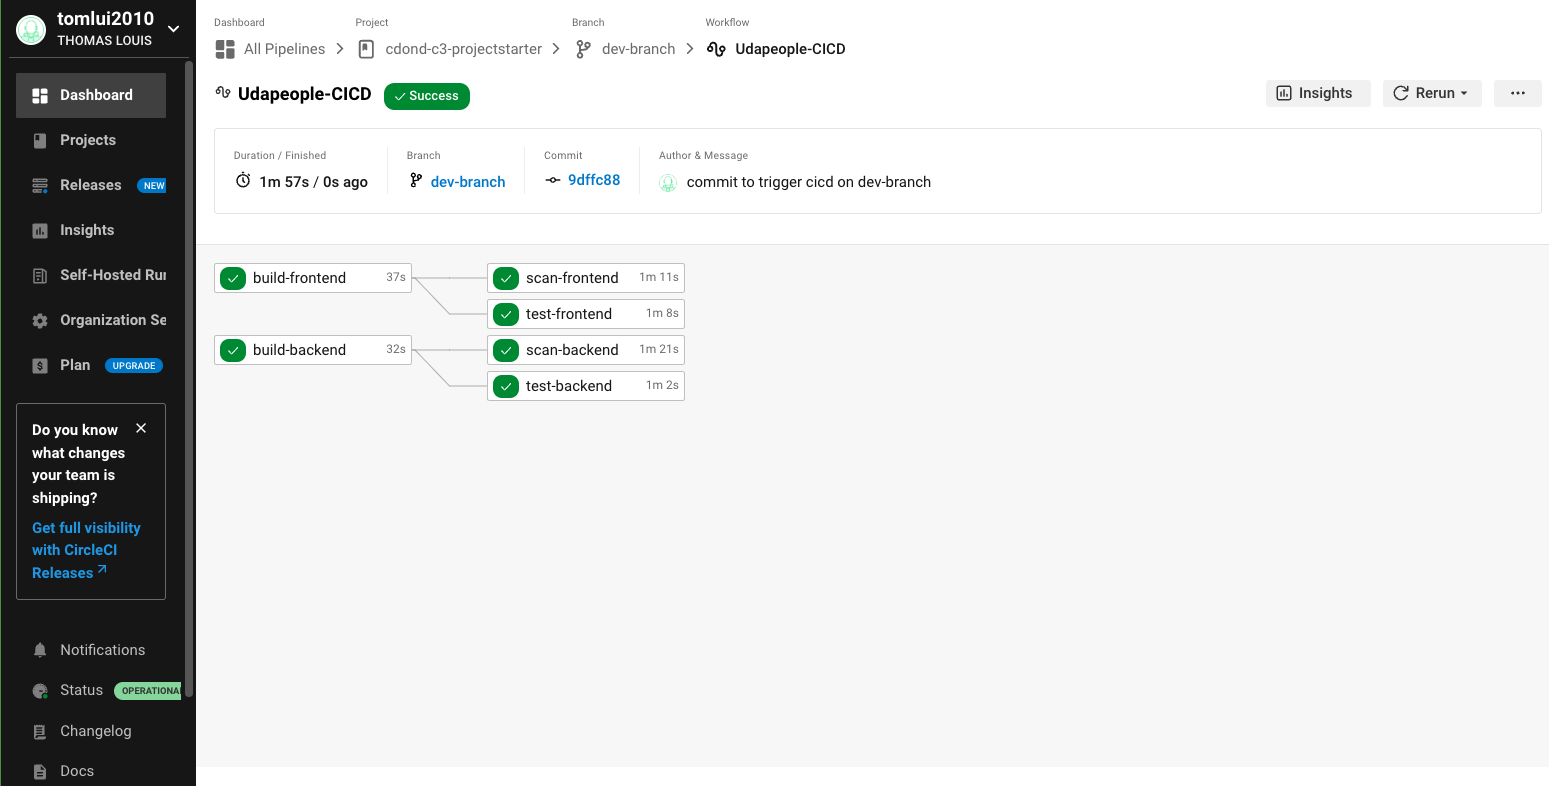 tomlui2010
THOMAS LOUIS
Dashboard
Projects
Releases NEW
Insights
Self-Hosted Rur
Organization Se
Plan UPGRADE
Do you know
what changes
your team is
shipping?
Get full visibility
with CircleCI
Releases
Notifications
Status OPERATIONAL
Changelog
Docs
Dashboard Project Branch Workflow
All Pipelines cdond-c3-projectstarter dev-branch Udapeople-CICD
Udapeople-CICD Success
Insights Rerun
Duration / Finished Branch Commit Author & Message
1m 57s / 0s ago dev-branch 9dffc88 commit to trigger cicd on dev-branch
build-frontend 37s scan-frontend 1m 11s
test-frontend 1m 8s
build-backend 32s scan-backend 1m 21s
test-backend 1m 2s